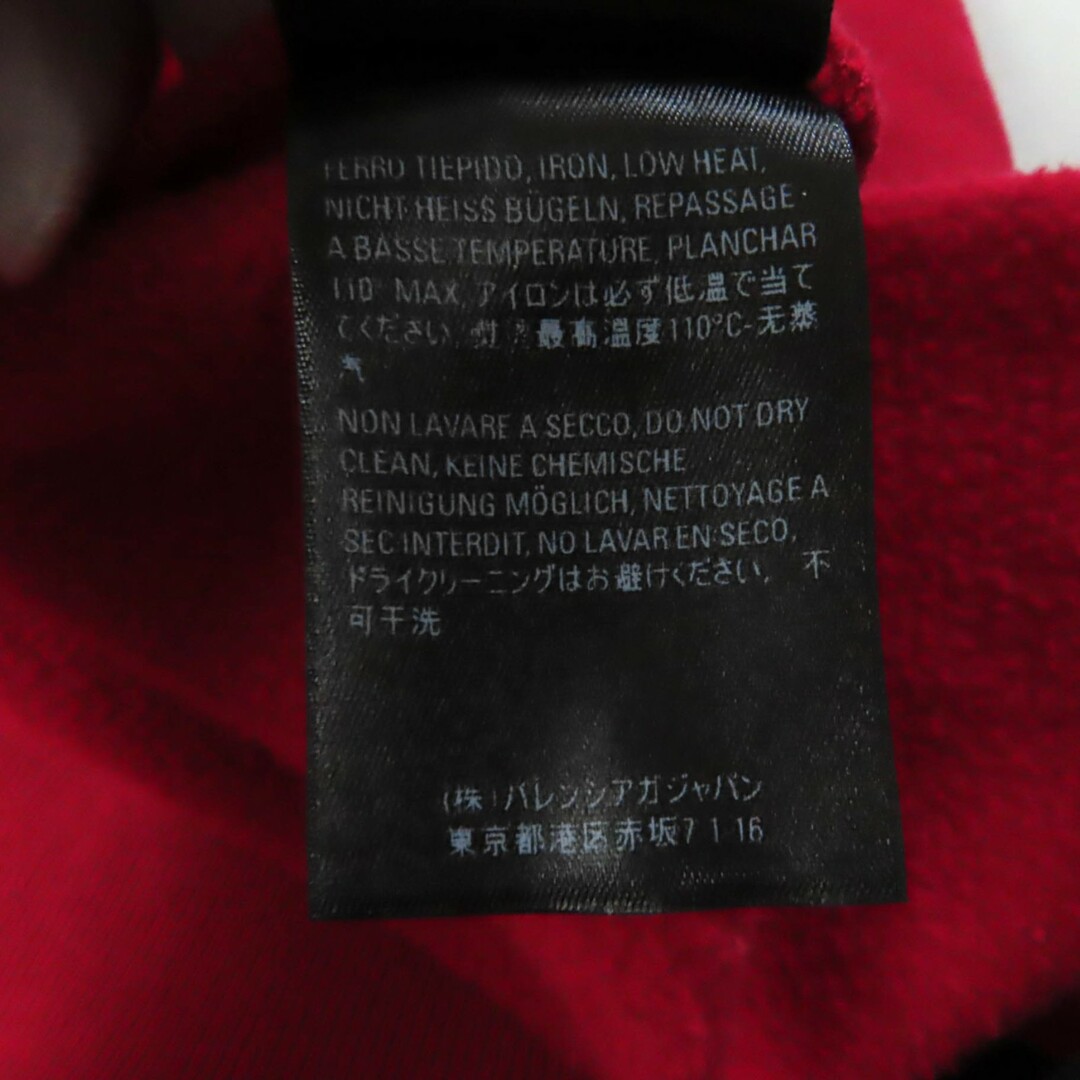 FERRO TIEPIDO, IRON, LOW HEAT,
NICHT HEISS BÜGELN, REPASSAGE
A BASSE TEMPERATURE, PLANCHAR
110° MAX, アイロンは必ず低温で当て
てください, 最高温度110°C-无蒸
气
NON LAVARE A SECCO, DO NOT DRY
CLEAN, KEINE CHEMISCHE
REINIGUNG MÖGLICH, NETTOYAGE A
SEC INTERDIT, NO LAVAR EN SECO,
ドライクリーニングはお避けください, 不
可干洗
(株)バレンシアガジャパン
東京都港区赤坂7 1 16